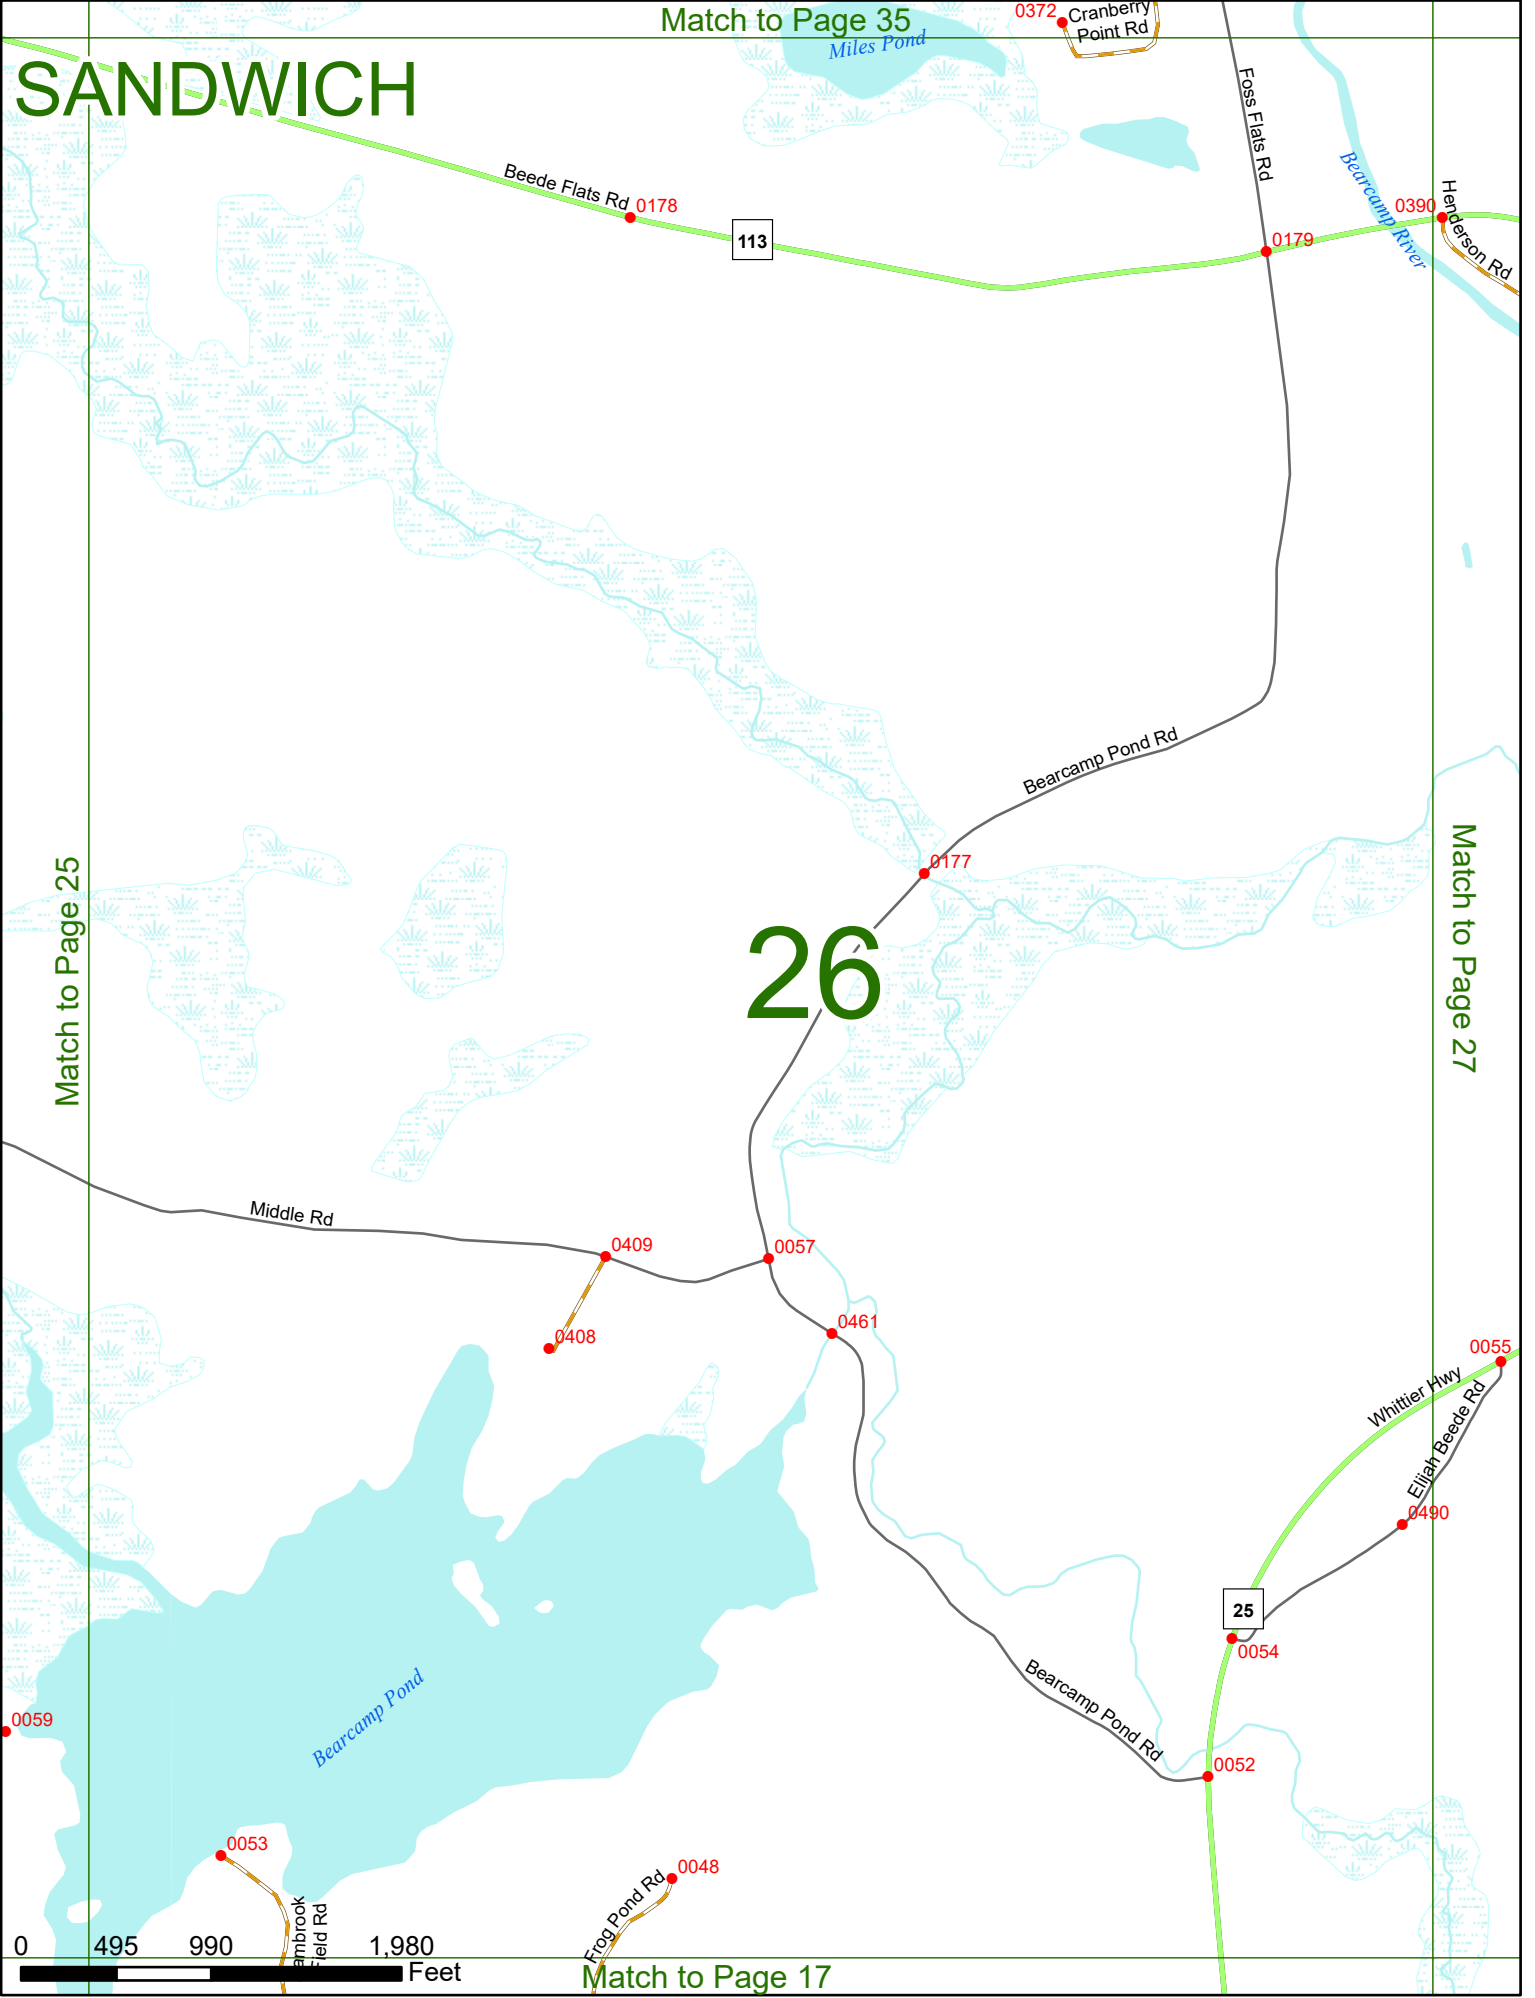 Match to Page 35
0372
Cranberry
Point Rd
Miles Pond
SANDWICH
Foss Flats Rd
Bearcamp River
Beede Flats Rd
0178
113
0390
Henderson Rd
0179
Bearcamp Pond Rd
0177
Match to Page 25
26
Match to Page 27
Middle Rd
0409
0057
0408
0461
0055
Whittier Hwy
Elijah Beede Rd
0490
25
0054
Bearcamp Pond
Bearcamp Pond Rd
0059
0052
0053
0048
ambrook
Field Rd
Frog Pond Rd
0 495 990 1,980
Feet
Match to Page 17